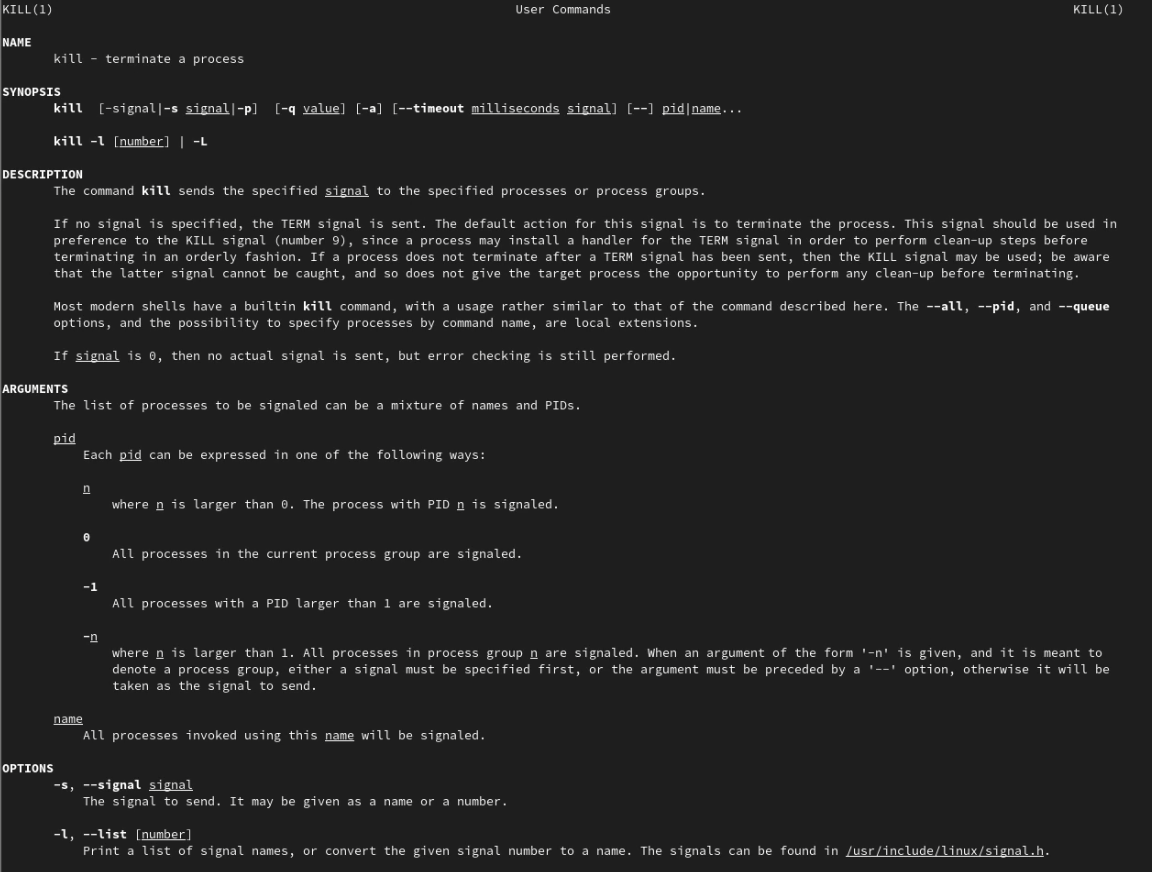 KILL(1) User Commands KILL(1)
NAME
kill - terminate a process
SYNOPSIS
kill [-signal|-s signal|-p] [-q value] [-a] [--timeout milliseconds signal] [--] pid|name...
kill -l [number] | -L
DESCRIPTION
The command kill sends the specified signal to the specified processes or process groups.
If no signal is specified, the TERM signal is sent. The default action for this signal is to terminate the process. This signal should be used in
preference to the KILL signal (number 9), since a process may install a handler for the TERM signal in order to perform clean-up steps before
terminating in an orderly fashion. If a process does not terminate after a TERM signal has been sent, then the KILL signal may be used; be aware
that the latter signal cannot be caught, and so does not give the target process the opportunity to perform any clean-up before terminating.
Most modern shells have a builtin kill command, with a usage rather similar to that of the command described here. The --all, --pid, and --queue
options, and the possibility to specify processes by command name, are local extensions.
If signal is 0, then no actual signal is sent, but error checking is still performed.
ARGUMENTS
The list of processes to be signaled can be a mixture of names and PIDs.
pid
Each pid can be expressed in one of the following ways:
n
where n is larger than 0. The process with PID n is signaled.
0
All processes in the current process group are signaled.
-1
All processes with a PID larger than 1 are signaled.
-n
where n is larger than 1. All processes in process group n are signaled. When an argument of the form '-n' is given, and it is meant to
denote a process group, either a signal must be specified first, or the argument must be preceded by a '--' option, otherwise it will be
taken as the signal to send.
name
All processes invoked using this name will be signaled.
OPTIONS
-s, --signal signal
The signal to send. It may be given as a name or a number.
-l, --list [number]
Print a list of signal names, or convert the given signal number to a name. The signals can be found in /usr/include/linux/signal.h.